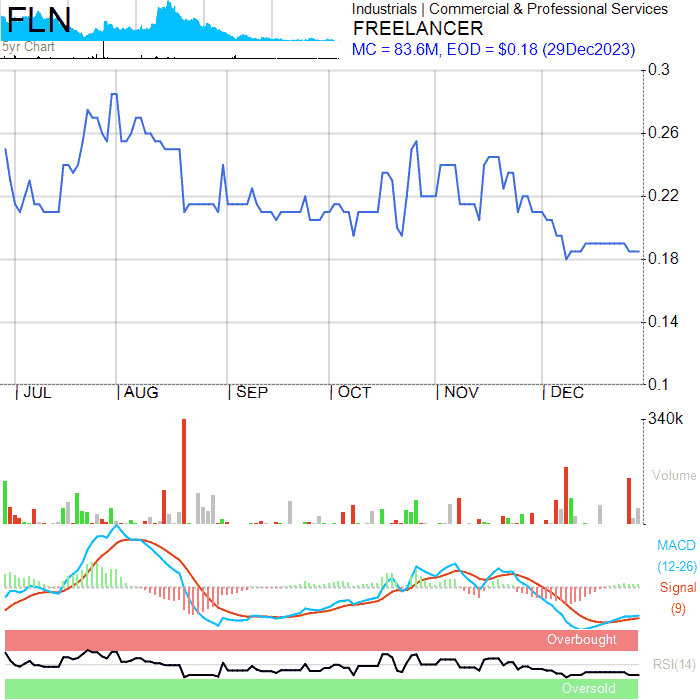 FLN
5yr Chart
Industrials | Commercial & Professional Services
FREELANCER
MC = 83.6M, EOD = $0.18 (29Dec2023)
0.3
0.26
0.22
0.18
0.14
0.1
JUL AUG SEP OCT NOV DEC
340k
Volume
MACD
(12-26)
Signal
(9)
Overbought
RSI(14)
Oversold